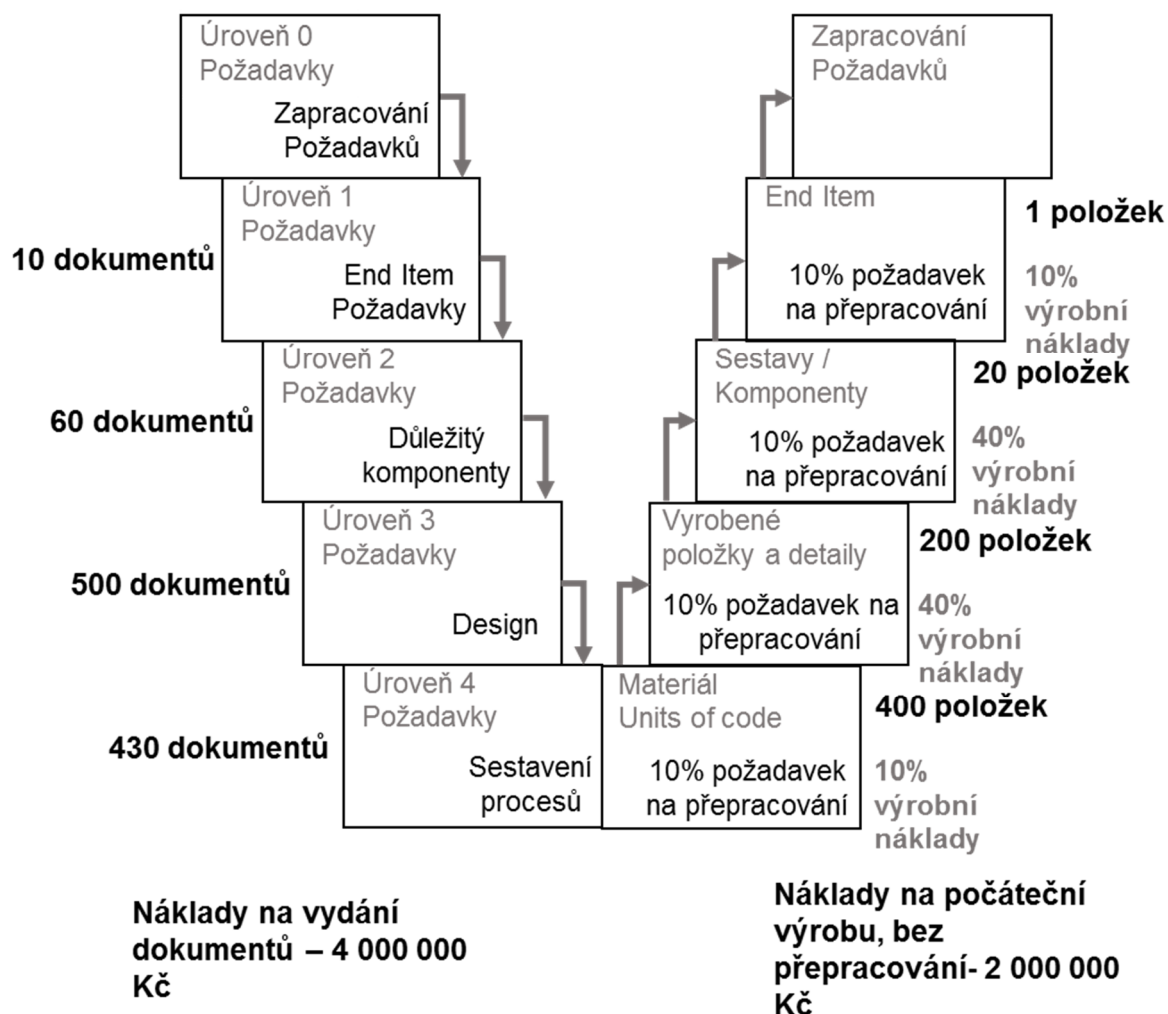 Úroveň 0
Požadavky
Zapracování
Požadavků
Úroveň 1
Požadavky
10 dokumentů
End Item
Požadavky
Úroveň 2
Požadavky
60 dokumentů
Důležitý
komponenty
Úroveň 3
Požadavky
500 dokumentů
Design
Úroveň 4
Požadavky
430 dokumentů
Sestavení
procesů
Náklady na vydání
dokumentů – 4 000 000
Kč
Zapracování
Požadavků
End Item
10% požadavek
na přepracování
1 položek
10%
výrobní
náklady
Sestavy /
Komponenty
10% požadavek
na přepracování
20 položek
40%
výrobní
náklady
Vyrobené
položky a detaily
10% požadavek na
přepracování
200 položek
40%
výrobní
náklady
Materiál
Units of code
10% požadavek
na přepracování
400 položek
10%
výrobní
náklady
Náklady na počáteční
výrobu, bez
přepracování- 2 000 000
Kč